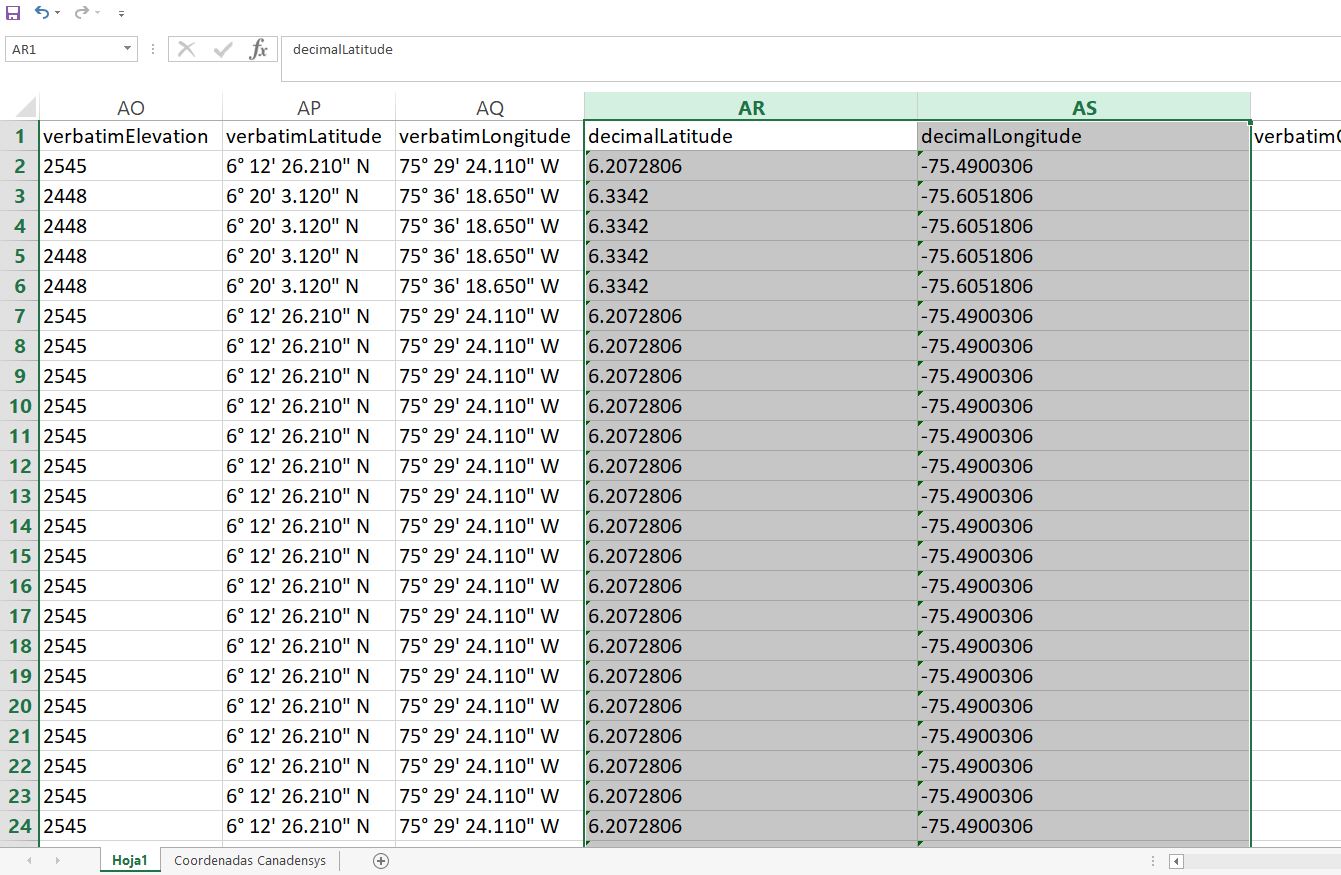 AR1 fx decimalLatitude
AO AP AQ AR AS
1 verbatimElevation verbatimLatitude verbatimLongitude decimalLatitude decimalLongitude
2 2545 6° 12' 26.210" N 75° 29' 24.110" W 6.2072806 -75.4900306
3 2448 6° 20' 3.120" N 75° 36' 18.650" W 6.3342 -75.6051806
4 2448 6° 20' 3.120" N 75° 36' 18.650" W 6.3342 -75.6051806
5 2448 6° 20' 3.120" N 75° 36' 18.650" W 6.3342 -75.6051806
6 2448 6° 20' 3.120" N 75° 36' 18.650" W 6.3342 -75.6051806
7 2545 6° 12' 26.210" N 75° 29' 24.110" W 6.2072806 -75.4900306
8 2545 6° 12' 26.210" N 75° 29' 24.110" W 6.2072806 -75.4900306
9 2545 6° 12' 26.210" N 75° 29' 24.110" W 6.2072806 -75.4900306
10 2545 6° 12' 26.210" N 75° 29' 24.110" W 6.2072806 -75.4900306
11 2545 6° 12' 26.210" N 75° 29' 24.110" W 6.2072806 -75.4900306
12 2545 6° 12' 26.210" N 75° 29' 24.110" W 6.2072806 -75.4900306
13 2545 6° 12' 26.210" N 75° 29' 24.110" W 6.2072806 -75.4900306
14 2545 6° 12' 26.210" N 75° 29' 24.110" W 6.2072806 -75.4900306
15 2545 6° 12' 26.210" N 75° 29' 24.110" W 6.2072806 -75.4900306
16 2545 6° 12' 26.210" N 75° 29' 24.110" W 6.2072806 -75.4900306
17 2545 6° 12' 26.210" N 75° 29' 24.110" W 6.2072806 -75.4900306
18 2545 6° 12' 26.210" N 75° 29' 24.110" W 6.2072806 -75.4900306
19 2545 6° 12' 26.210" N 75° 29' 24.110" W 6.2072806 -75.4900306
20 2545 6° 12' 26.210" N 75° 29' 24.110" W 6.2072806 -75.4900306
21 2545 6° 12' 26.210" N 75° 29' 24.110" W 6.2072806 -75.4900306
22 2545 6° 12' 26.210" N 75° 29' 24.110" W 6.2072806 -75.4900306
23 2545 6° 12' 26.210" N 75° 29' 24.110" W 6.2072806 -75.4900306
24 2545 6° 12' 26.210" N 75° 29' 24.110" W 6.2072806 -75.4900306
Hoja1 Coordenadas Canadensys